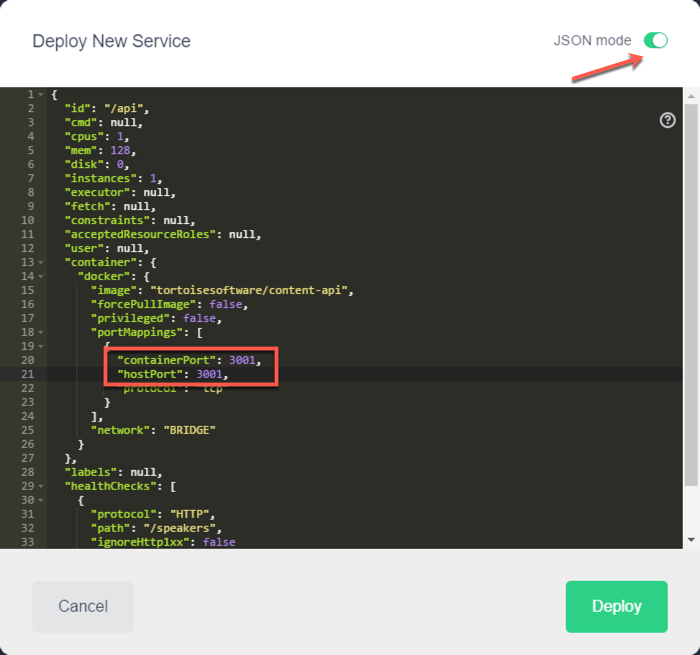 Deploy New Service
JSON mode
1 {
2 "id": "/api",
3 "cmd": null,
4 "cpus": 1,
5 "mem": 128,
6 "disk": 0,
7 "instances": 1,
8 "executor": null,
9 "fetch": null,
10 "constraints": null,
11 "acceptedResourceRoles": null,
12 "user": null,
13 "container": {
14 "docker": {
15 "image": "tortoisesoftware/content-api",
16 "forcePullImage": false,
17 "privileged": false,
18 "portMappings": [
19 {
20 "containerPort": 3001,
21 "hostPort": 3001,
22 "protocol": "tcp"
23 }
24 ],
25 "network": "BRIDGE"
26 }
27 },
28 "labels": null,
29 "healthChecks": [
30 {
31 "protocol": "HTTP",
32 "path": "/speakers",
33 "ignoreHttp1xx": false
Cancel
Deploy